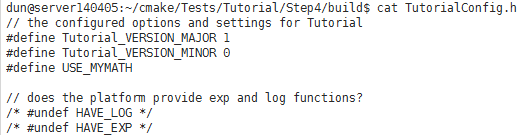 dun@server140405:~/cmake/Tests/Tutorial/Step4/build$ cat TutorialConfig.h
// the configured options and settings for Tutorial
#define Tutorial_VERSION_MAJOR 1
#define Tutorial_VERSION_MINOR 0
#define USE_MYMATH

// does the platform provide exp and log functions?
/* #undef HAVE_LOG */
/* #undef HAVE_EXP */